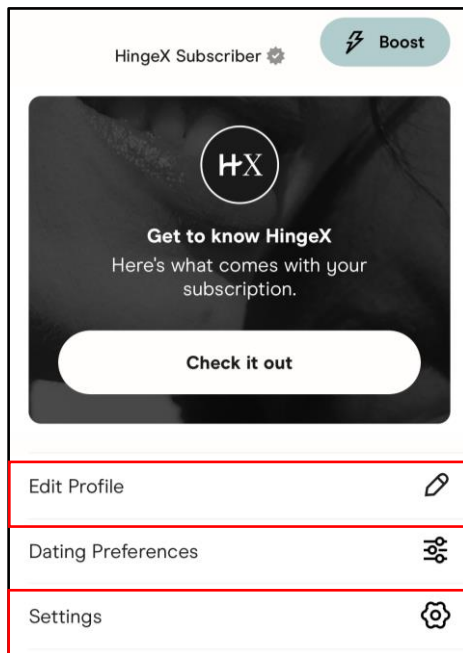 HingeX Subscriber
Boost
HX
Get to know HingeX
Here's what comes with your
subscription.
Check it out
Edit Profile
Dating Preferences
Settings